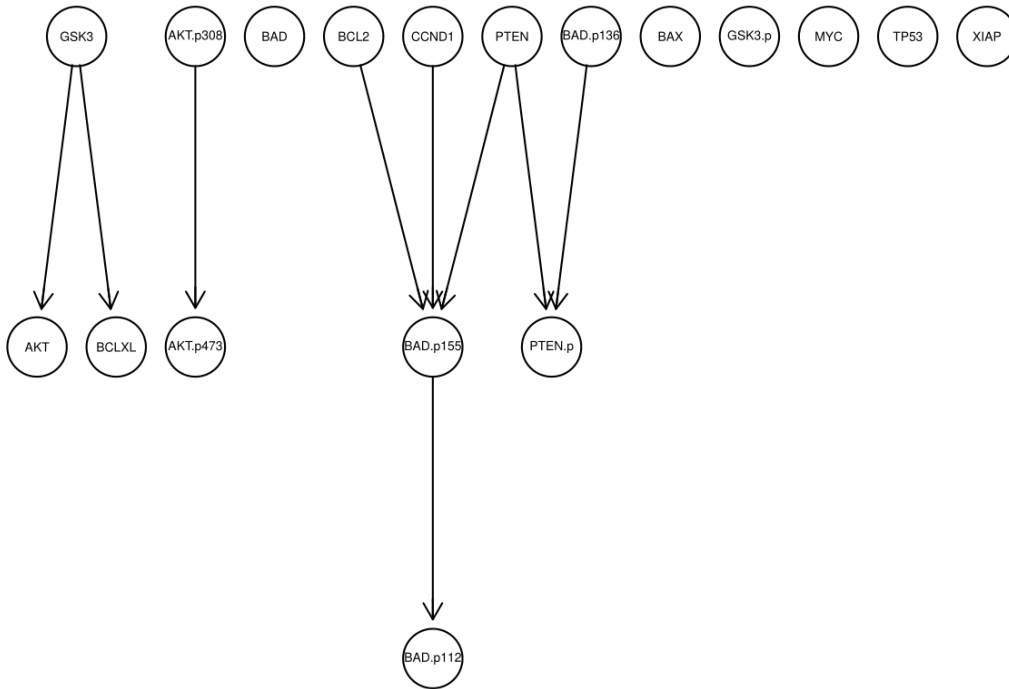 GSK3
AKT.p308
BAD
BCL2
CCND1
PTEN
BAD.p136
BAX
GSK3.p
MYC
TP53
XIAP
AKT
BCLXL
AKT.p473
BAD.p155
PTEN.p
BAD.p112